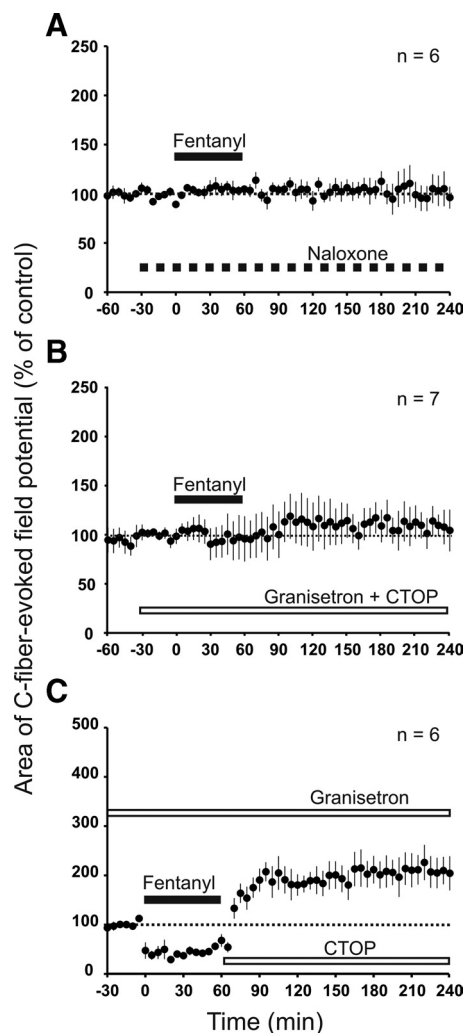 A
n = 6
250
200
150
100
50
0
Fentanyl
Naloxone
-60 -30 0 30 60 90 120 150 180 210 240
B
n = 7
250
200
150
100
50
0
Fentanyl
Granisetron + CTOP
-60 -30 0 30 60 90 120 150 180 210 240
C
n = 6
500
400
300
200
100
0
Granisetron
Fentanyl
CTOP
-30 0 30 60 90 120 150 180 210 240
Time (min)
Area of C-fiber-evoked field potential (% of control)